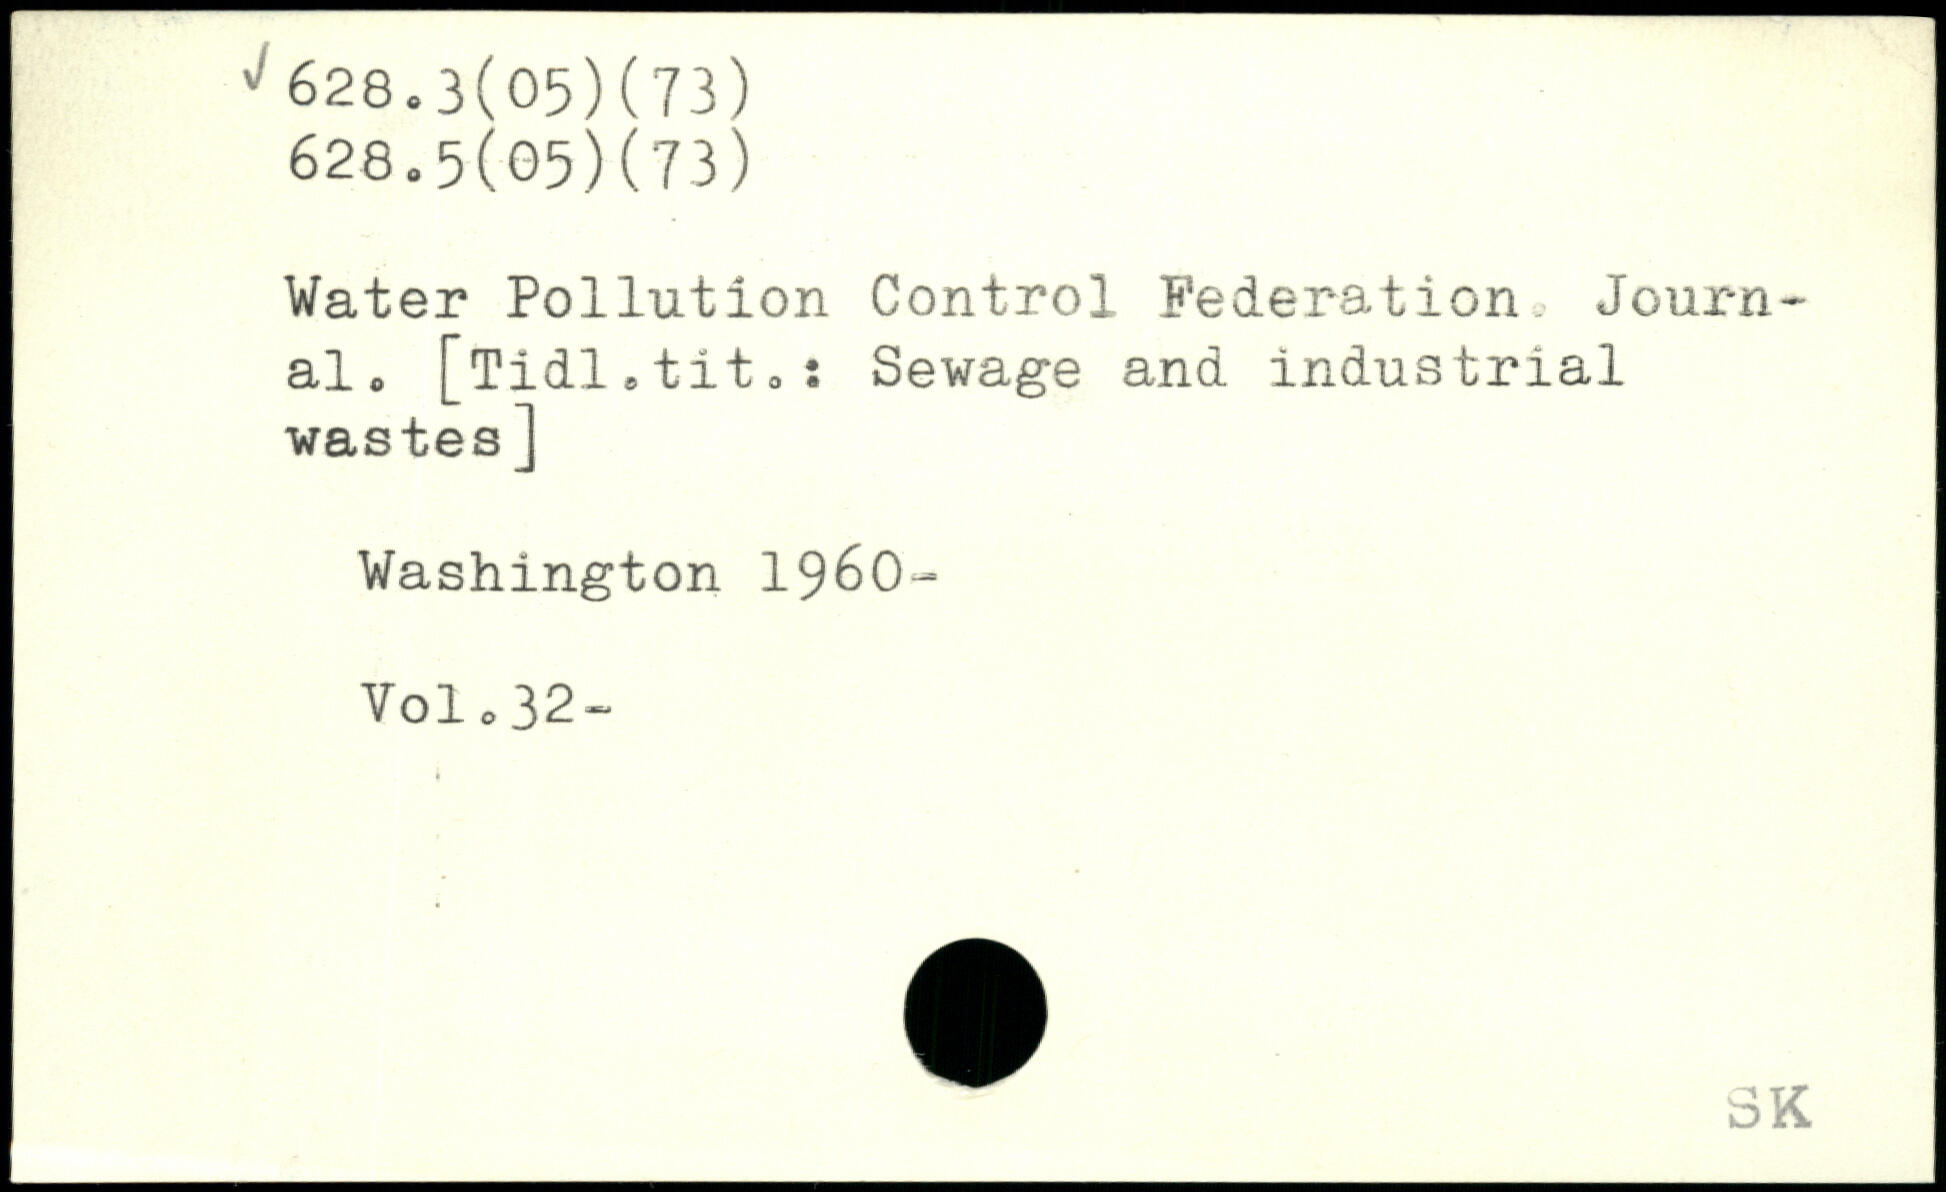 ✓ 628.3(05)(73)
628.5(05)(73)
Water Pollution Control Federation. Journ-
al. [Tidl.tit.: Sewage and industrial
wastes]
Washington 1960-
Vol.32-
SK